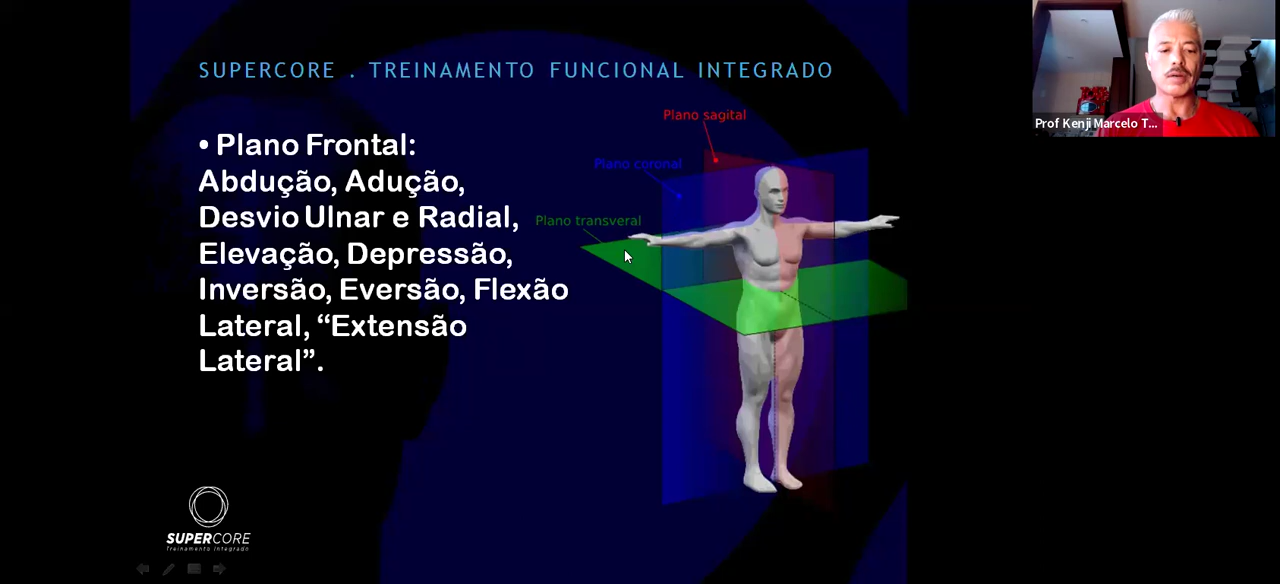 SUPERCORE . TREINAMENTO FUNCIONAL INTEGRADO
• Plano Frontal:
Abdução, Adução,
Desvio Ulnar e Radial,
Elevação, Depressão,
Inversão, Eversão, Flexão
Lateral, “Extensão
Lateral”.
Plano sagital
Plano coronal
Plano transveral
SUPERCORE
Treinamento Integrado
Prof Kenji Marcelo T...